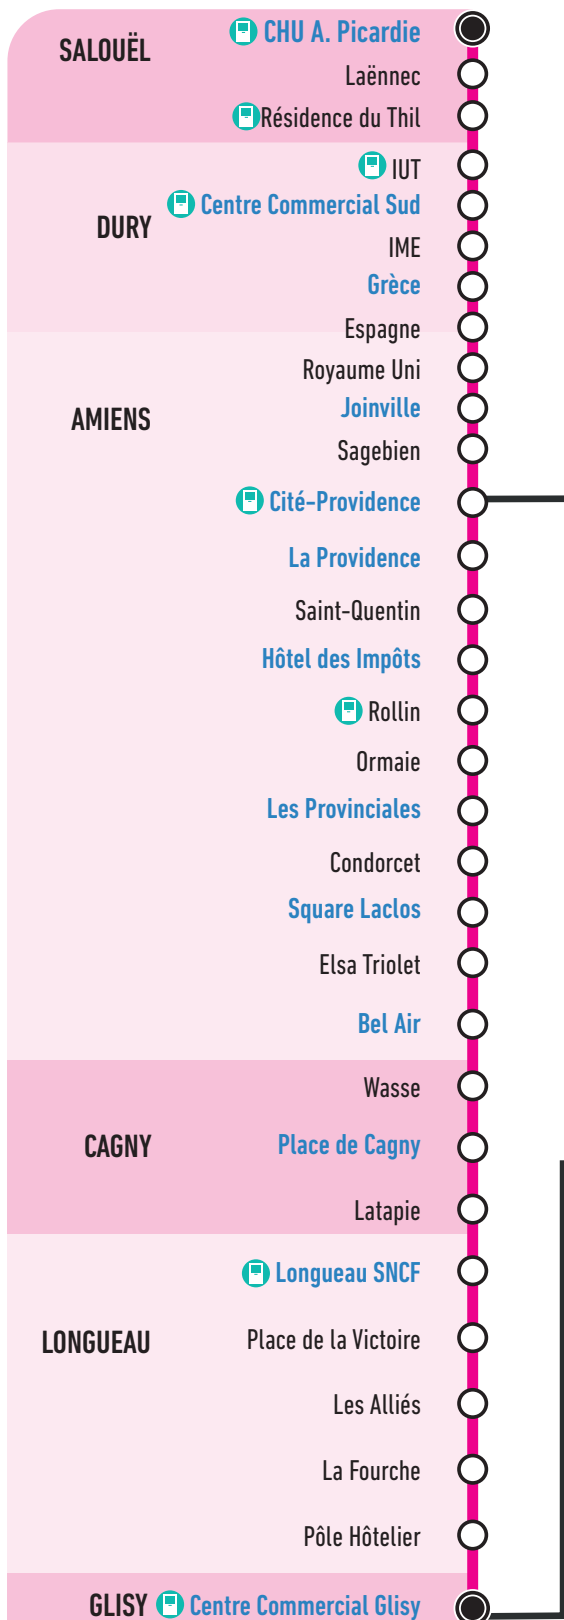 SALOUËL
CHU A. Picardie
Laënnec
Résidence du Thil
DURY
IUT
Centre Commercial Sud
IME
Grèce
Espagne
AMIENS
Royaume Uni
Joinville
Sagebien
Cité-Providence
La Providence
Saint-Quentin
Hôtel des Impôts
Rollin
Ormaie
Les Provinciales
Condorcet
Square Laclos
Elsa Triolet
Bel Air
CAGNY
Wasse
Place de Cagny
Latapie
LONGUEAU
Longueau SNCF
Place de la Victoire
Les Alliés
La Fourche
Pôle Hôtelier
GLISY
Centre Commercial Glisy